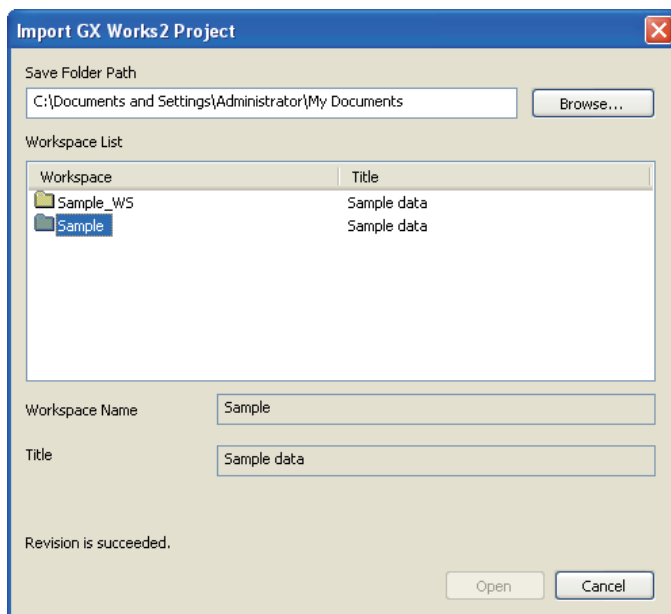 Import GX Works2 Project
Save Folder Path
C:\Documents and Settings\Administrator\My Documents
Browse...
Workspace List
Workspace Title
Sample_WS Sample data
Sample Sample data
Workspace Name Sample
Title Sample data
Revision is succeeded.
Open Cancel